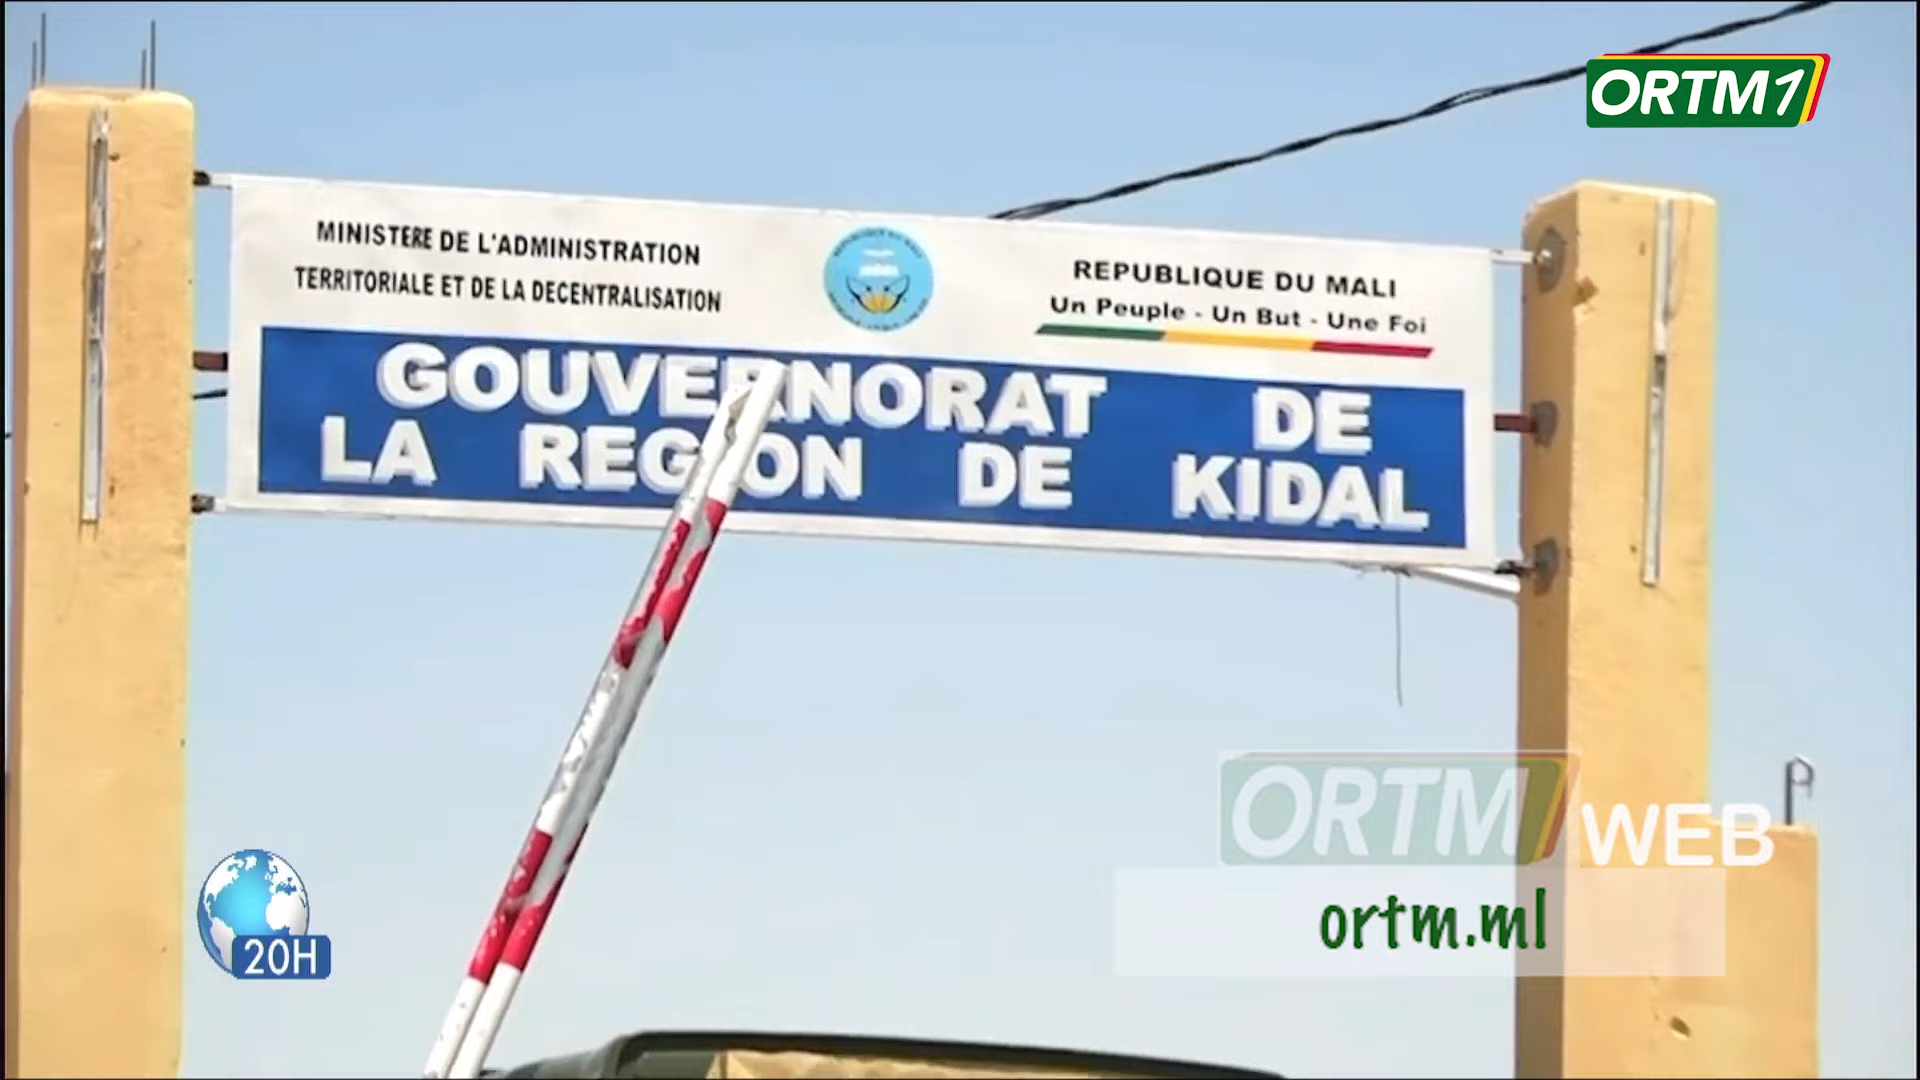 ORTM1
MINISTERE DE L'ADMINISTRATION
TERRITORIALE ET DE LA DECENTRALISATION
REPUBLIQUE DU MALI
Un Peuple - Un But - Une Foi
GOUVERNORAT DE
LA REGION DE KIDAL
ORTM WEB
ortm.ml
20H